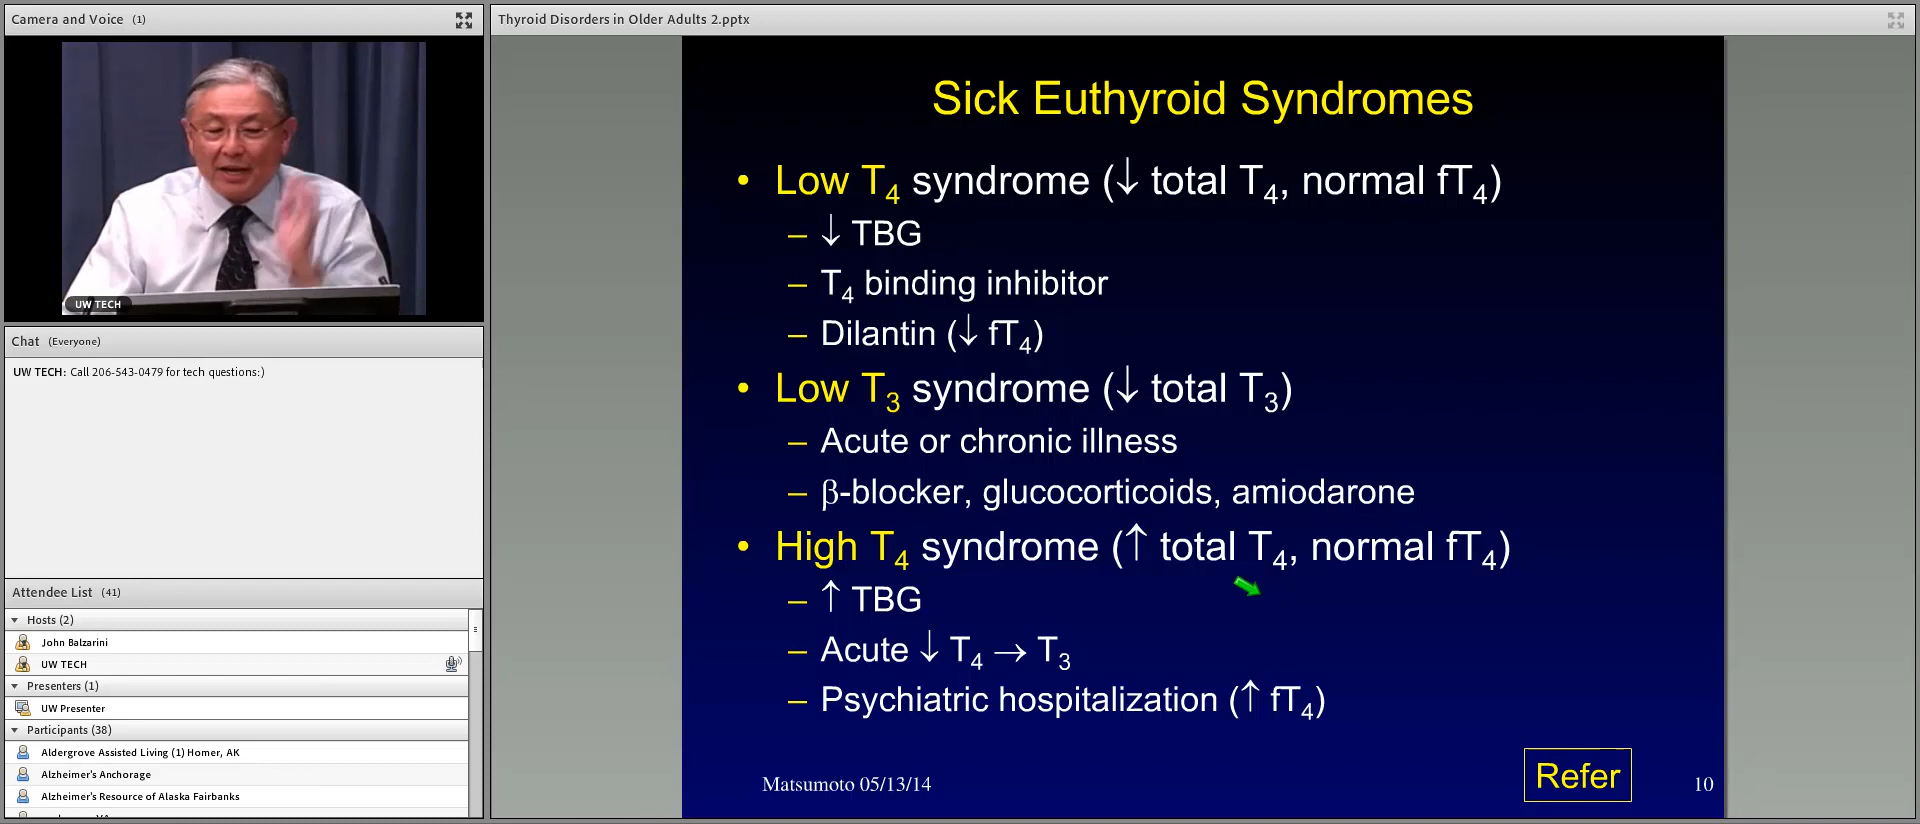 Camera and Voice (1)
UW TECH
Chat (Everyone)
UW TECH: Call 206-543-0479 for tech questions:)
Attendee List (41)
Hosts (2)
John Balzarini
UW TECH
Presenters (1)
UW Presenter
Participants (38)
Aldergrove Assisted Living (1) Homer, AK
Alzheimer's Anchorage
Alzheimer's Resource of Alaska Fairbanks
Thyroid Disorders in Older Adults 2.pptx
Sick Euthyroid Syndromes
• Low T4 syndrome (↓ total T4, normal fT4)
– ↓ TBG
– T4 binding inhibitor
– Dilantin (↓ fT4)
• Low T3 syndrome (↓ total T3)
– Acute or chronic illness
– β-blocker, glucocorticoids, amiodarone
• High T4 syndrome (↑ total T4, normal fT4)
– ↑ TBG
– Acute ↓ T4 → T3
– Psychiatric hospitalization (↑ fT4)
Matsumoto 05/13/14
Refer
10